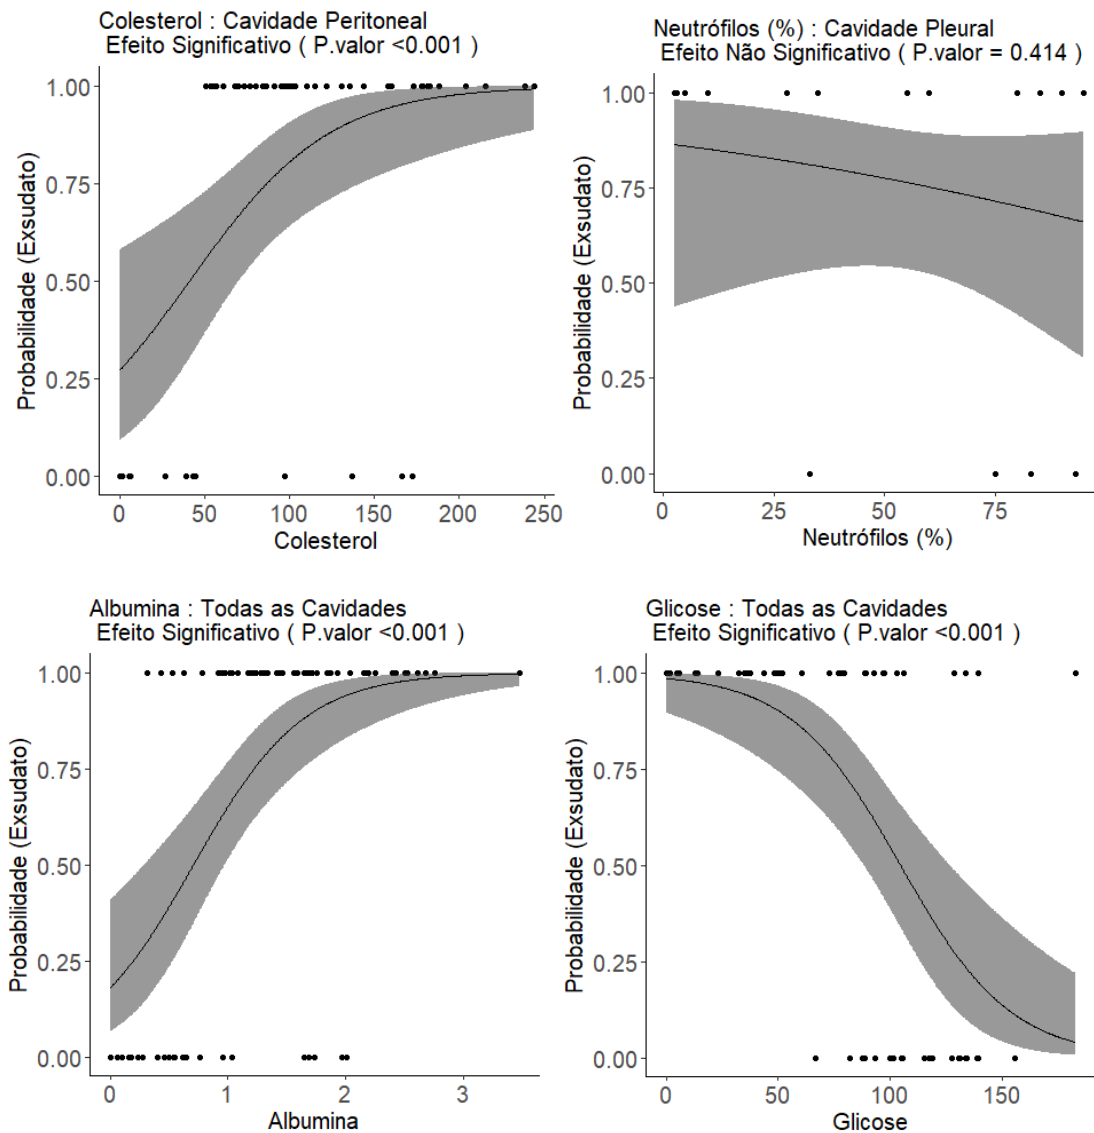 Colesterol : Cavidade Peritoneal
Efeito Significativo ( P.valor <0.001 )
1.00
0.75
0.50
0.25
0.00
Probabilidade (Exsudato)
0
50
100
150
200
250
Colesterol
Neutrófilos (%) : Cavidade Pleural
Efeito Não Significativo ( P.valor = 0.414 )
1.00
0.75
0.50
0.25
0.00
Probabilidade (Exsudato)
0
25
50
75
Neutrófilos (%)
Albumina : Todas as Cavidades
Efeito Significativo ( P.valor <0.001 )
1.00
0.75
0.50
0.25
0.00
Probabilidade (Exsudato)
0
1
2
3
Albumina
Glicose : Todas as Cavidades
Efeito Significativo ( P.valor <0.001 )
1.00
0.75
0.50
0.25
0.00
Probabilidade (Exsudato)
0
50
100
150
Glicose